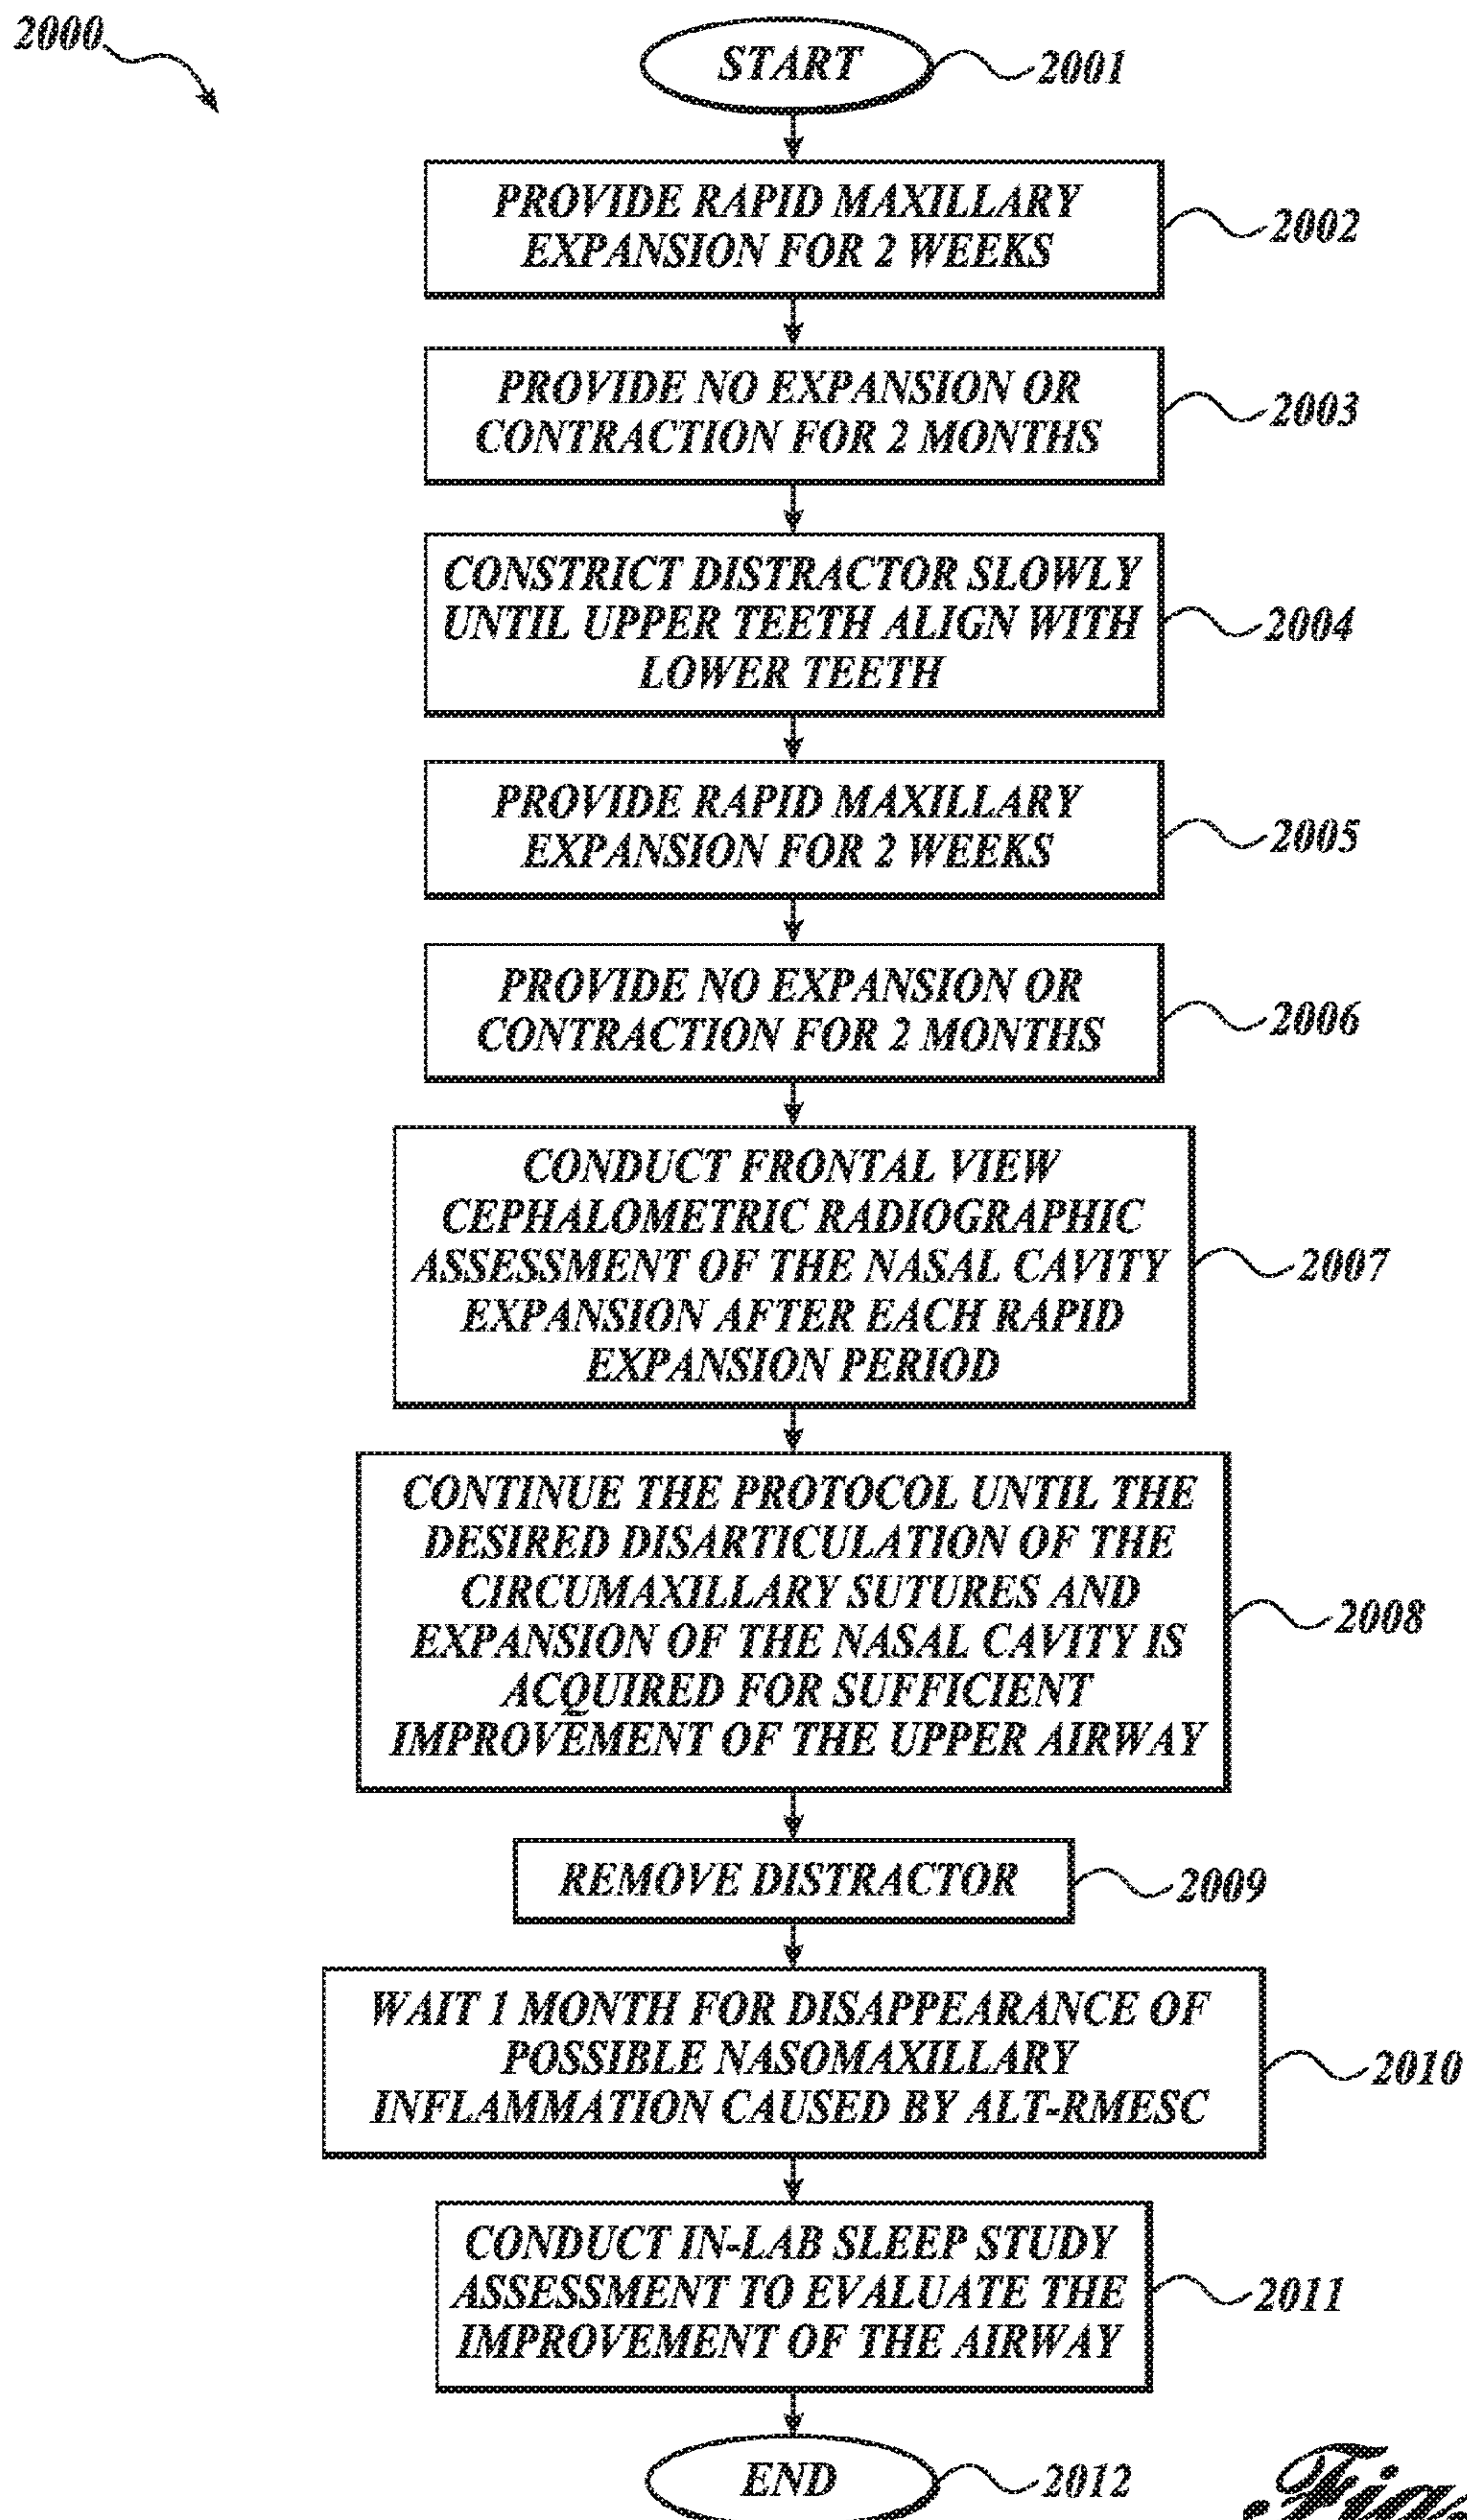 2000
START
2001
PROVIDE RAPID MAXILLARY
EXPANSION FOR 2 WEEKS
2002
PROVIDE NO EXPANSION OR
CONTRACTION FOR 2 MONTHS
2003
CONSTRICT DISTRACTOR SLOWLY
UNTIL UPPER TEETH ALIGN WITH
LOWER TEETH
2004
PROVIDE RAPID MAXILLARY
EXPANSION FOR 2 WEEKS
2005
PROVIDE NO EXPANSION OR
CONTRACTION FOR 2 MONTHS
2006
CONDUCT FRONTAL VIEW
CEPHALOMETRIC RADIOGRAPHIC
ASSESSMENT OF THE NASAL CAVITY
EXPANSION AFTER EACH RAPID
EXPANSION PERIOD
2007
CONTINUE THE PROTOCOL UNTIL THE
DESIRED DISARTICULATION OF THE
CIRCUMAXILLARY SUTURES AND
EXPANSION OF THE NASAL CAVITY IS
ACQUIRED FOR SUFFICIENT
IMPROVEMENT OF THE UPPER AIRWAY
2008
REMOVE DISTRACTOR
2009
WAIT 1 MONTH FOR DISAPPEARANCE OF
POSSIBLE NASOMAXILLARY
INFLAMMATION CAUSED BY ALT-RMESC
2010
CONDUCT IN-LAB SLEEP STUDY
ASSESSMENT TO EVALUATE THE
IMPROVEMENT OF THE AIRWAY
2011
END
2012